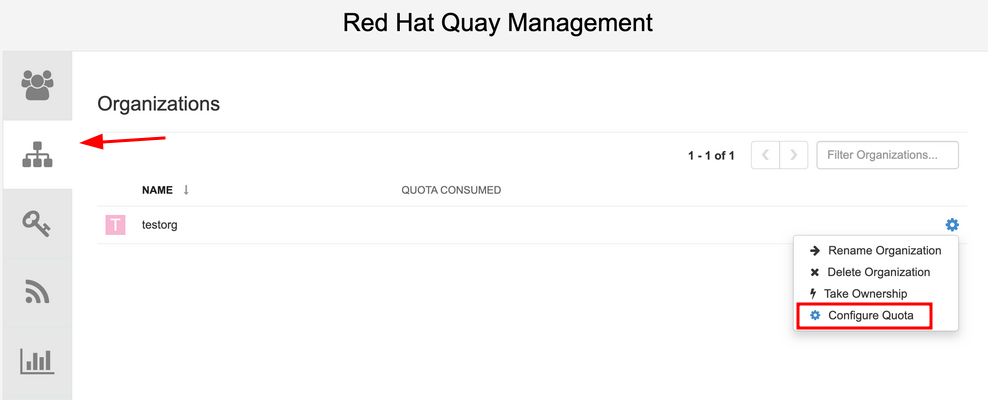 Red Hat Quay Management
Organizations
1 - 1 of 1
Filter Organizations...
NAME QUOTA CONSUMED
T testorg
Rename Organization
Delete Organization
Take Ownership
Configure Quota